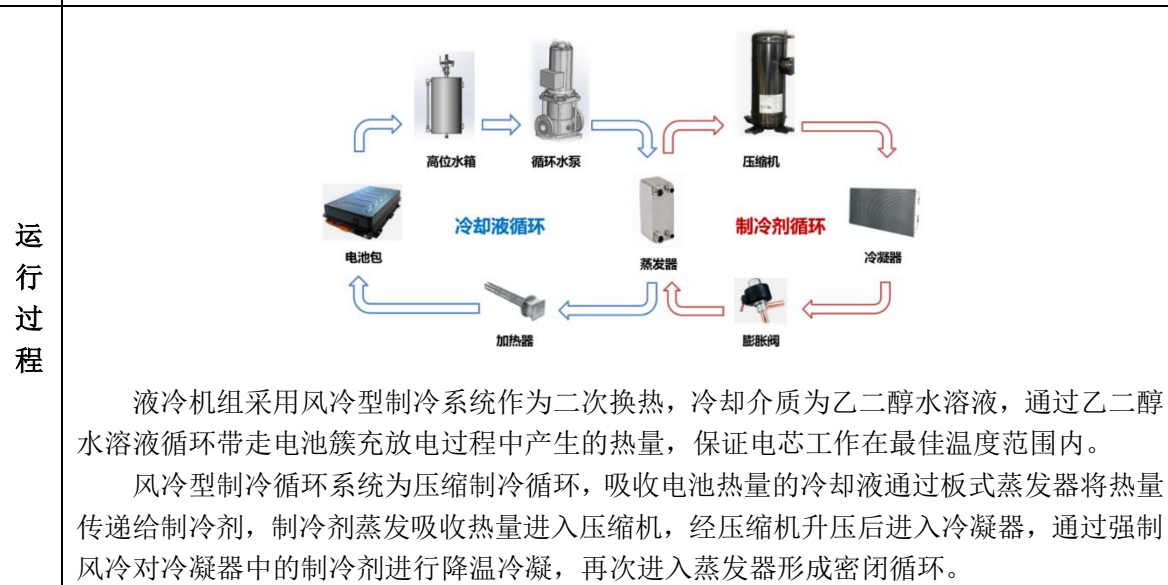 运行过程
高位水箱
循环水泵
压缩机
电池包
冷却液循环
蒸发器
制冷剂循环
冷凝器
加热器
膨胀阀
液冷机组采用风冷型制冷系统作为二次换热，冷却介质为乙二醇水溶液，通过乙二醇
水溶液循环带走电池簇充放电过程中产生的热量，保证电芯工作在最佳温度范围内。
风冷型制冷循环系统为压缩制冷循环，吸收电池热量的冷却液通过板式蒸发器将热量
传递给制冷剂，制冷剂蒸发吸收热量进入压缩机，经压缩机升压后进入冷凝器，通过强制
风冷对冷凝器中的制冷剂进行降温冷凝，再次进入蒸发器形成密闭循环。